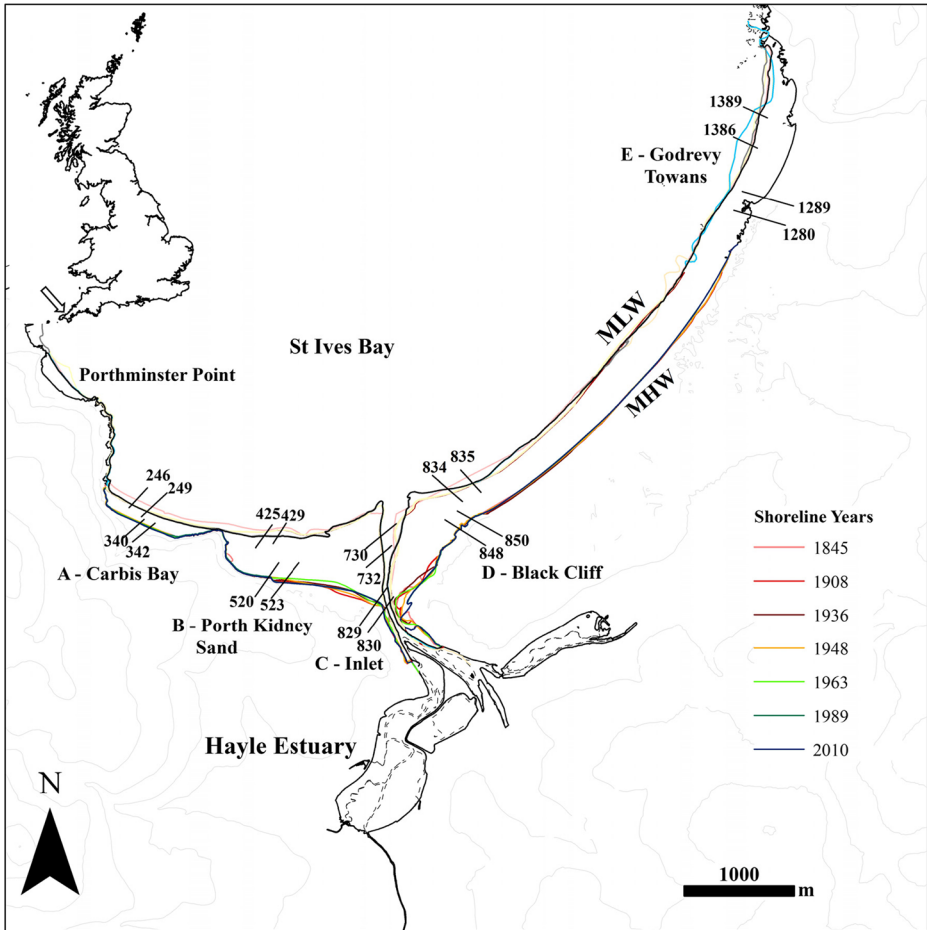 1389
1386
E - Godrevy
Towans
1289
1280
MLW
St Ives Bay
Porthminster Point
MHW
835
834
246
249
425
429
340
342
730
850
848
732
A - Carbis Bay
D - Black Cliff
520
523
829
830
B - Porth Kidney
Sand
C - Inlet
Shoreline Years
1845
1908
1936
1948
1963
1989
2010
Hayle Estuary
N
1000
m